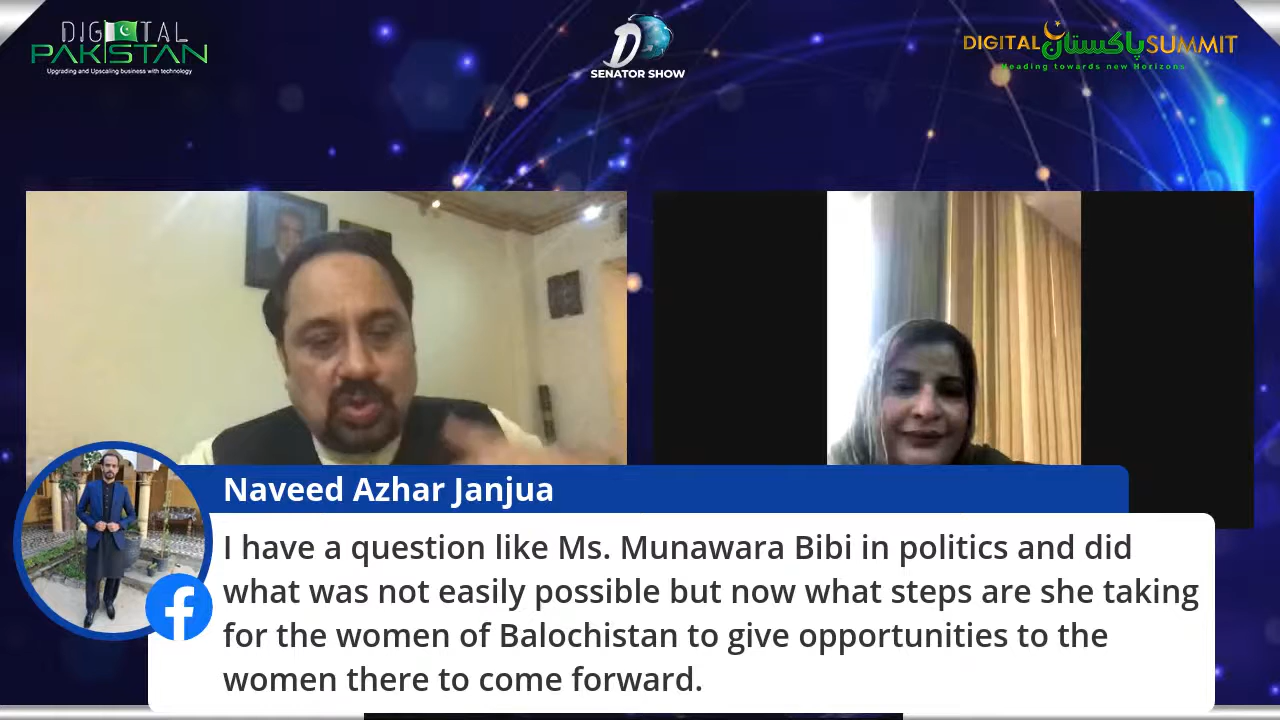 DIGITAL
PAKISTAN
Upgrading and Upscaling business with technology
D
SENATOR SHOW
DIGITAL پاکستان SUMMIT
Heading towards new Horizons
Naveed Azhar Janjua
I have a question like Ms. Munawara Bibi in politics and did
what was not easily possible but now what steps are she taking
for the women of Balochistan to give opportunities to the
women there to come forward.